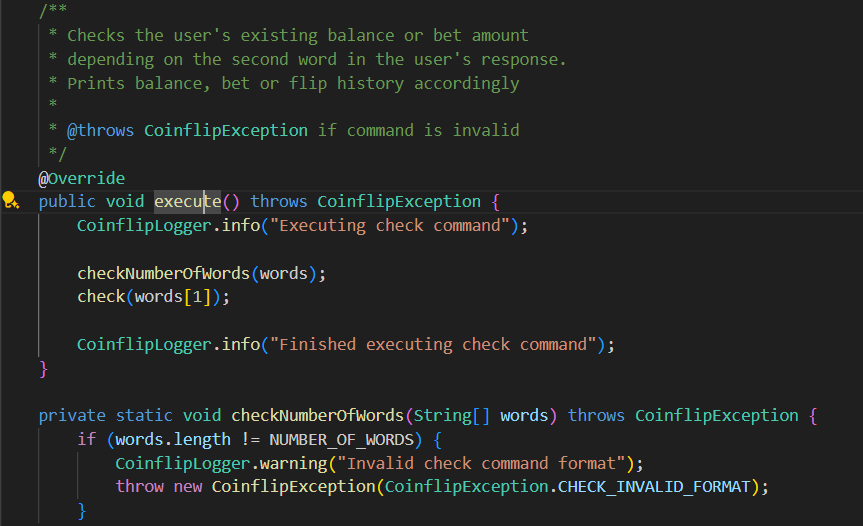 /**
 * Checks the user's existing balance or bet amount
 * depending on the second word in the user's response.
 * Prints balance, bet or flip history accordingly
 *
 * @throws CoinflipException if command is invalid
 */
@Override
public void execute() throws CoinflipException {
    CoinflipLogger.info("Executing check command");

    checkNumberOfWords(words);
    check(words[1]);

    CoinflipLogger.info("Finished executing check command");
}

private static void checkNumberOfWords(String[] words) throws CoinflipException {
    if (words.length != NUMBER_OF_WORDS) {
        CoinflipLogger.warning("Invalid check command format");
        throw new CoinflipException(CoinflipException.CHECK_INVALID_FORMAT);
    }